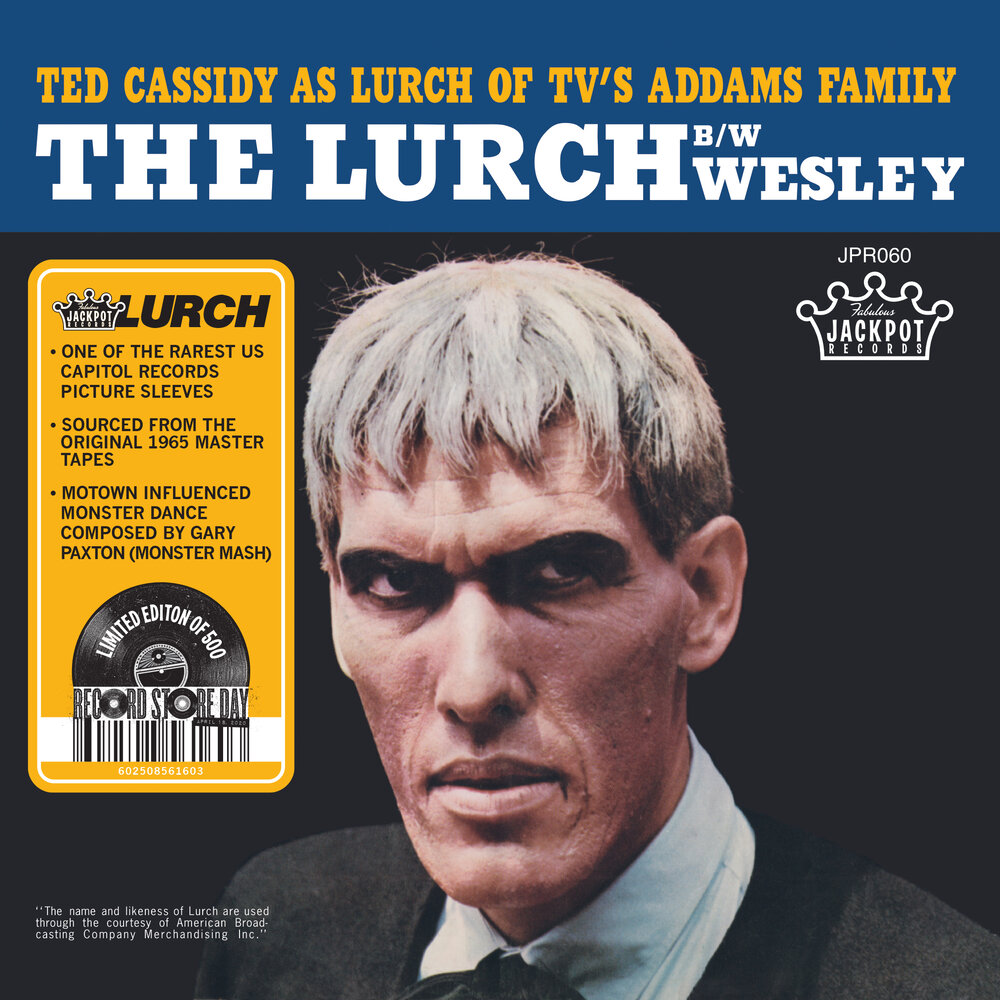 TED CASSIDY AS LURCH OF TV'S ADDAMS FAMILY
THE LURCH
B/W
WESLEY
JPR060
Fabulous
JACKPOT
RECORDS
Fabulous
JACKPOT
RECORDS
LURCH
• ONE OF THE RAREST US
CAPITOL RECORDS
PICTURE SLEEVES
• SOURCED FROM THE
ORIGINAL 1965 MASTER
TAPES
• MOTOWN INFLUENCED
MONSTER DANCE
COMPOSED BY GARY
PAXTON (MONSTER MASH)
LIMITED EDITON OF 500
RECORD STORE DAY
APRIL 18, 2020
602508561603
"The name and likeness of Lurch are used
through the courtesy of American Broad-
casting Company Merchandising Inc."